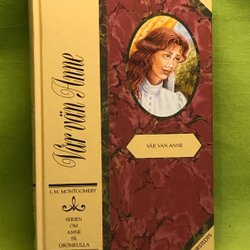 Vår vän Anne
L. M. MONTGOMERY
SERIEN
OM
ANNE
PÅ
GRÖNKULLA
VÅR VÄN ANNE